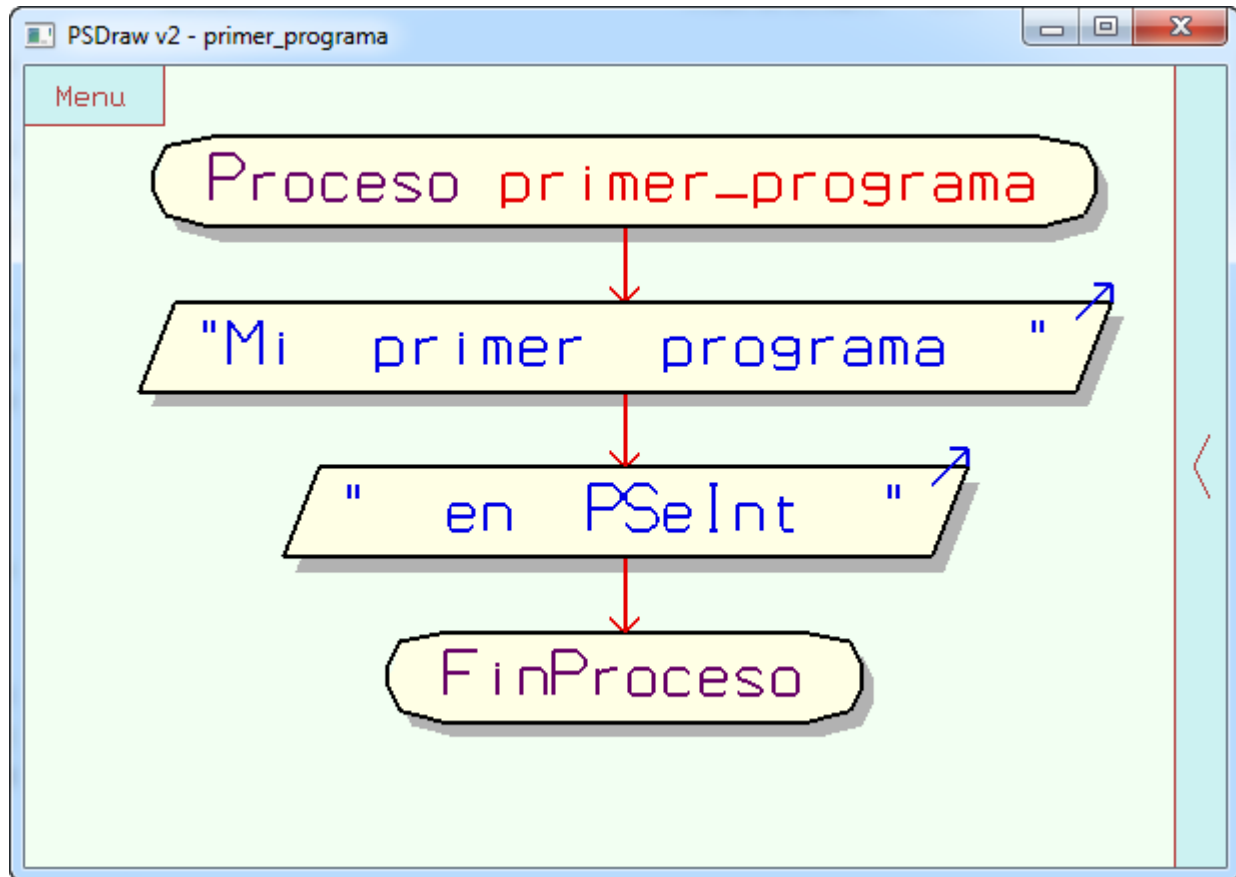 PSDraw v2 - primer_programa
Menu
Proceso primer_programa
"Mi primer programa "
" en PSeInt "
FinProceso